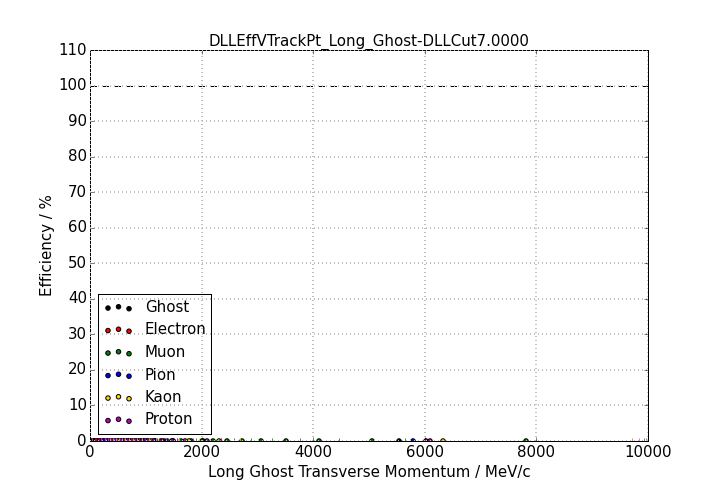 DLLEffVTrackPt_Long_Ghost-DLLCut7.0000
110
100
90
80
70
60
50
40
30
20
10
0
Efficiency / %
Ghost
Electron
Muon
Pion
Kaon
Proton
0 2000 4000 6000 8000 10000
Long Ghost Transverse Momentum / MeV/c